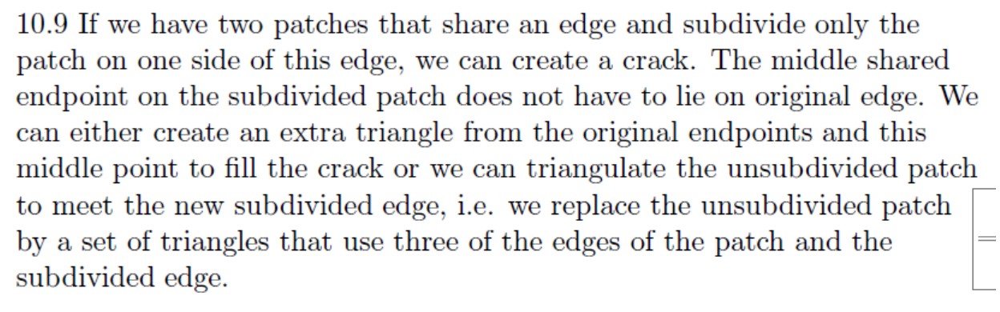 10.9 If we have two patches that share an edge and subdivide only the
patch on one side of this edge, we can create a crack. The middle shared
endpoint on the subdivided patch does not have to lie on original edge. We
can either create an extra triangle from the original endpoints and this
middle point to fill the crack or we can triangulate the unsubdivided patch
to meet the new subdivided edge, i.e. we replace the unsubdivided patch
by a set of triangles that use three of the edges of the patch and the
subdivided edge.